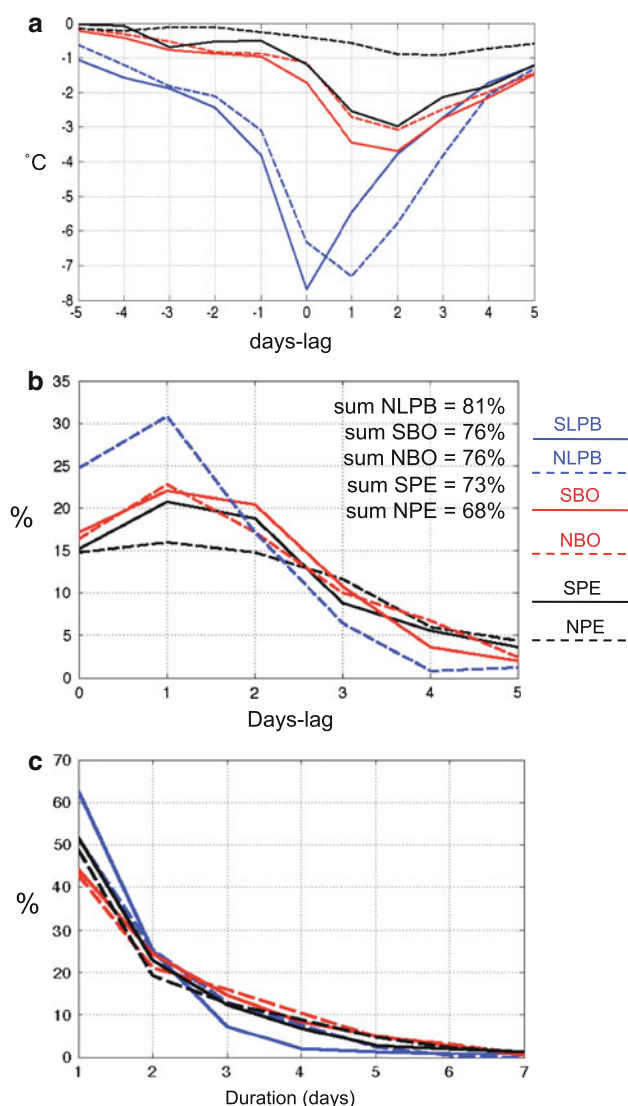 a
0
-1
-2
-3
°C
-4
-5
-6
-7
-8
-5 -4 -3 -2 -1 0 1 2 3 4 5
days-lag
b
35
30
25
%
20
15
10
5
0
sum NLPB = 81%
sum SBO = 76%
sum NBO = 76%
sum SPE = 73%
sum NPE = 68%
0 1 2 3 4 5
Days-lag
SLPB
NLPB
SBO
NBO
SPE
NPE
c
70
60
50
40
%
30
20
10
0
1 2 3 4 5 6 7
Duration (days)